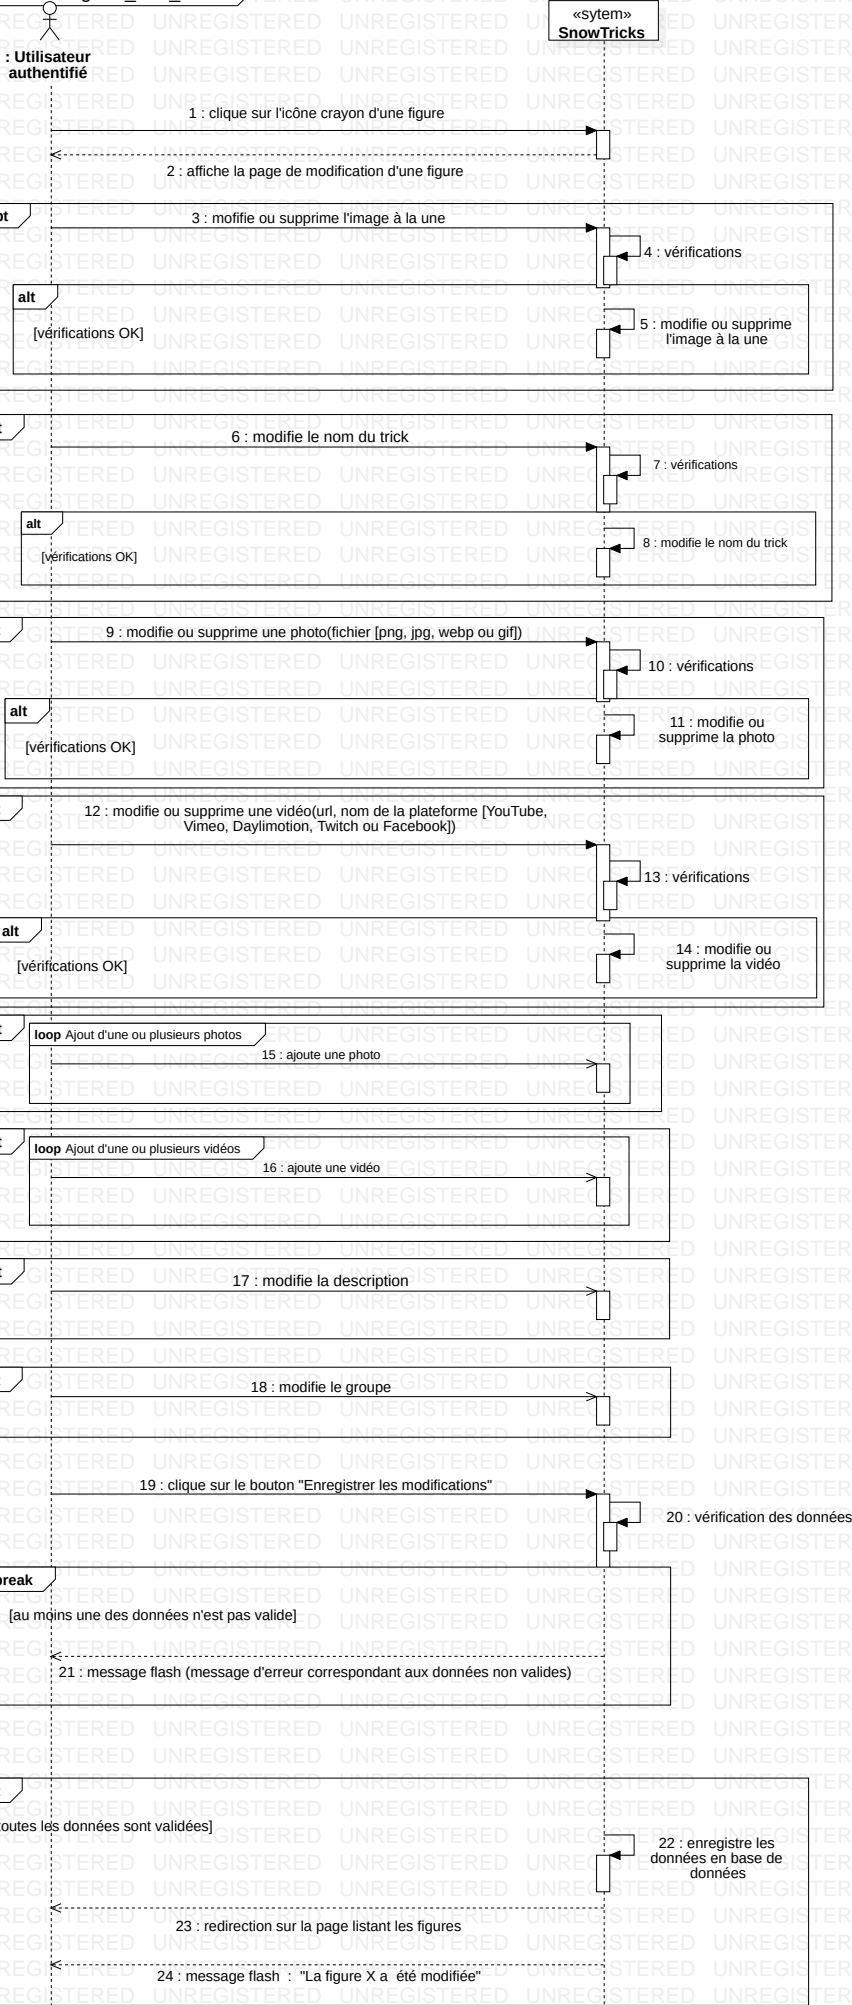 «sytem»
SnowTricks
: Utilisateur
authentifié
1 : clique sur l'icône crayon d'une figure
2 : affiche la page de modification d'une figure
3 : mofifie ou supprime l'image à la une
4 : vérifications
alt
[vérifications OK]
5 : modifie ou supprime
l'image à la une
6 : modifie le nom du trick
7 : vérifications
alt
[vérifications OK]
8 : modifie le nom du trick
9 : modifie ou supprime une photo(fichier [png, jpg, webp ou gif])
10 : vérifications
alt
[vérifications OK]
11 : modifie ou
supprime la photo
12 : modifie ou supprime une vidéo(url, nom de la plateforme [YouTube,
Vimeo, Daylimotion, Twitch ou Facebook])
13 : vérifications
alt
[vérifications OK]
14 : modifie ou
supprime la vidéo
loop Ajout d'une ou plusieurs photos
15 : ajoute une photo
loop Ajout d'une ou plusieurs vidéos
16 : ajoute une vidéo
17 : modifie la description
18 : modifie le groupe
19 : clique sur le bouton "Enregistrer les modifications"
20 : vérification des données
reak
[au moins une des données n'est pas valide]
21 : message flash (message d'erreur correspondant aux données non valides)
outes les données sont validées]
22 : enregistre les
données en base de
données
23 : redirection sur la page listant les figures
24 : message flash : "La figure X a été modifiée"